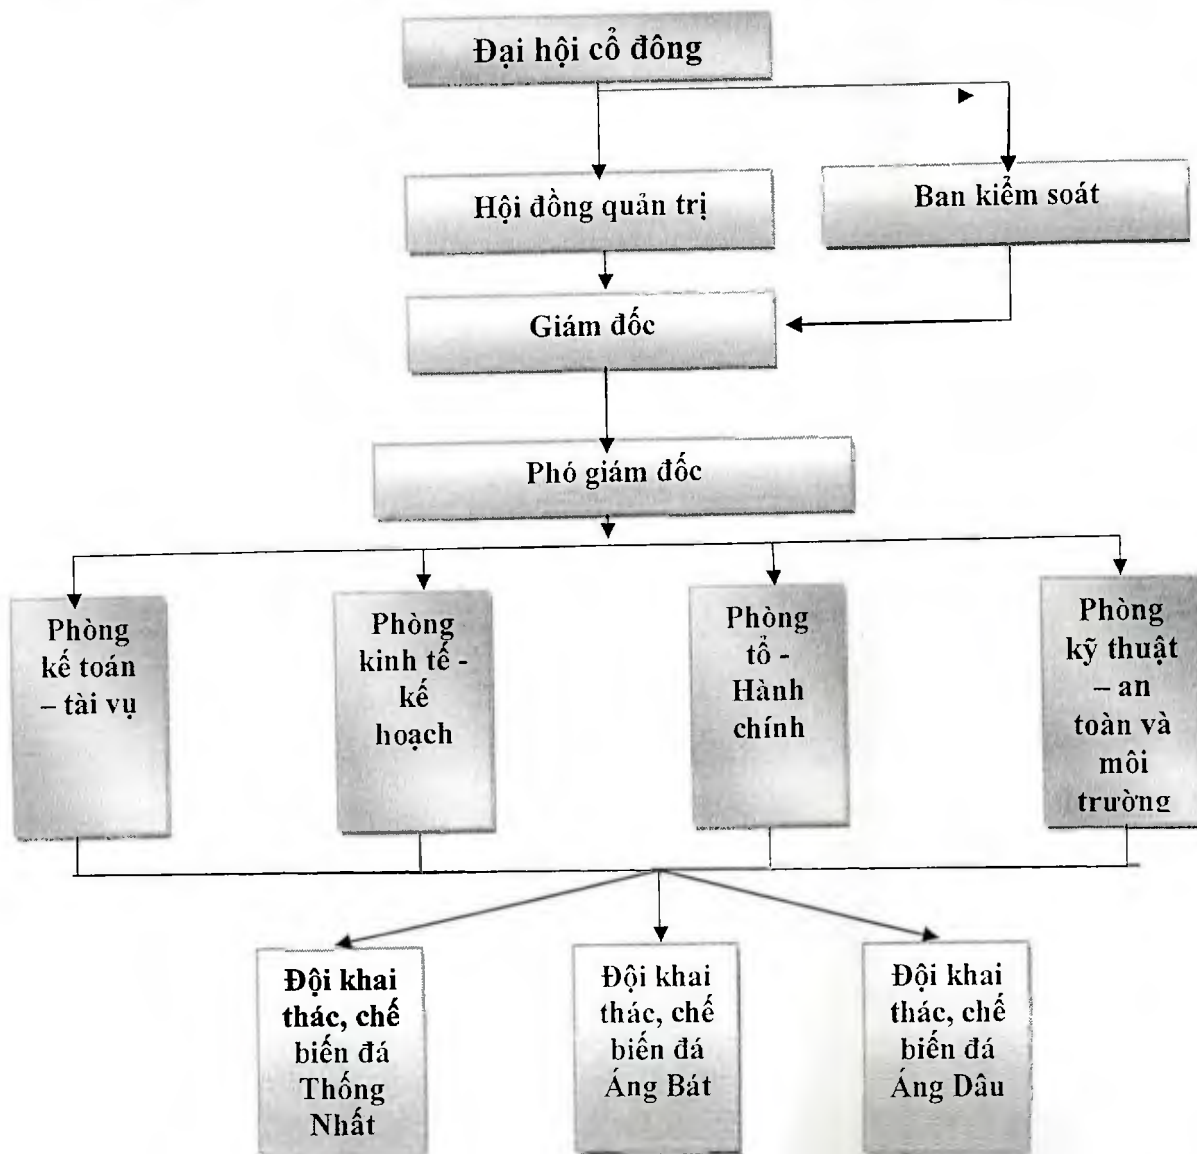 Đại hội cổ đông
Hội đồng quản trị
Ban kiểm soát
Giám đốc
Phó giám đốc
Phòng
kế toán
– tài vụ
Phòng
kinh tế -
kế
hoạch
Phòng
tổ -
Hành
chính
Phòng
kỹ thuật
– an
toàn và
môi
trường
Đội khai
thác, chế
biến đá
Thống
Nhất
Đội khai
thác, chế
biến đá
Áng Bát
Đội khai
thác, chế
biến đá
Áng Dâu